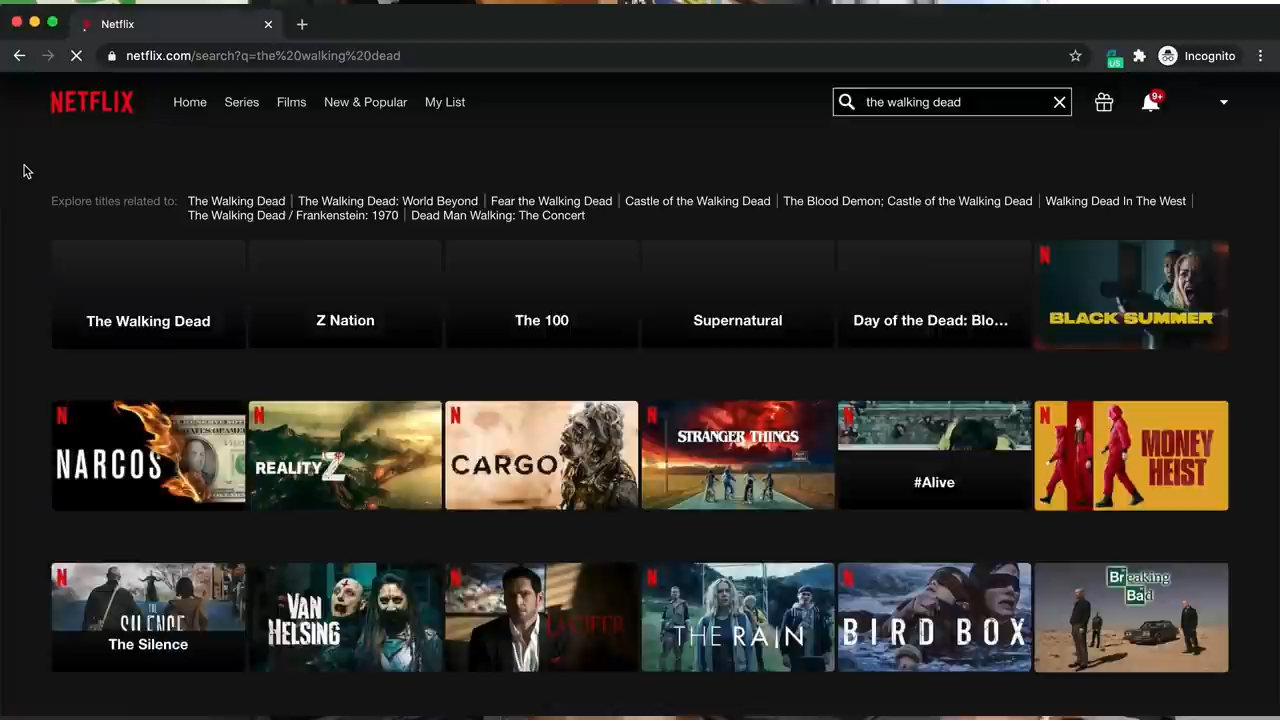 Netflix
netflix.com/search?q=the%20walking%20dead
US
Incognito
NETFLIX
Home
Series
Films
New & Popular
My List
the walking dead
9+
Explore titles related to:
The Walking Dead | The Walking Dead: World Beyond | Fear the Walking Dead | Castle of the Walking Dead | The Blood Demon; Castle of the Walking Dead | Walking Dead In The West |
The Walking Dead / Frankenstein: 1970 | Dead Man Walking: The Concert
The Walking Dead
Z Nation
The 100
Supernatural
Day of the Dead: Blo...
N
BLACK SUMMER
N
NARCOS
N
REALITY Z
N
CARGO
N
STRANGER THINGS
N
#Alive
N
MONEY
HEIST
N
THE
SILENCE
The Silence
VAN
HELSING
N
LUCIFER
N
THE RAIN
N
BIRD BOX
Breaking
Bad